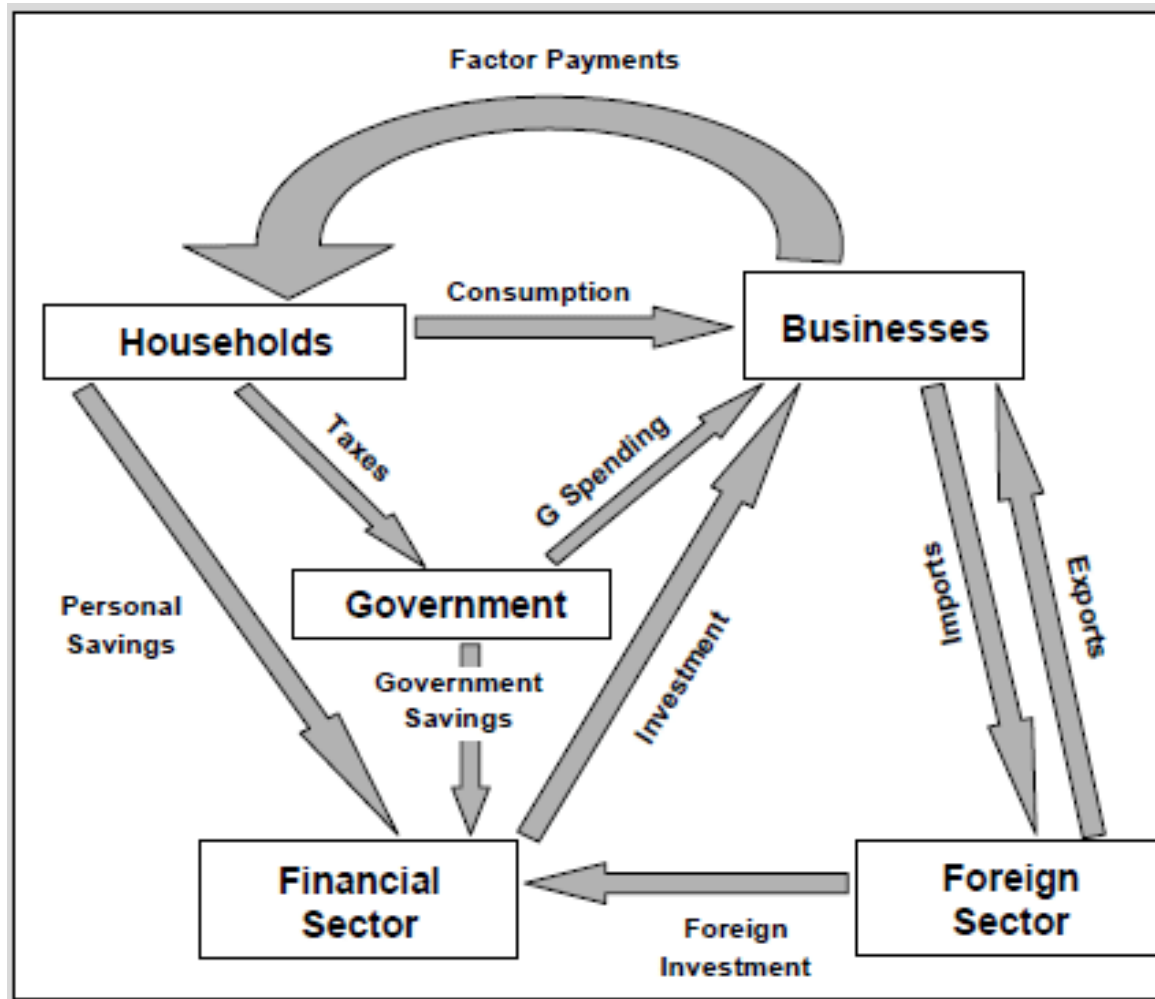 Factor Payments
Consumption
Households
Businesses
Taxes
G Spending
Personal
Savings
Government
Government
Savings
Investment
Imports
Exports
Financial
Sector
Foreign
Sector
Foreign
Investment